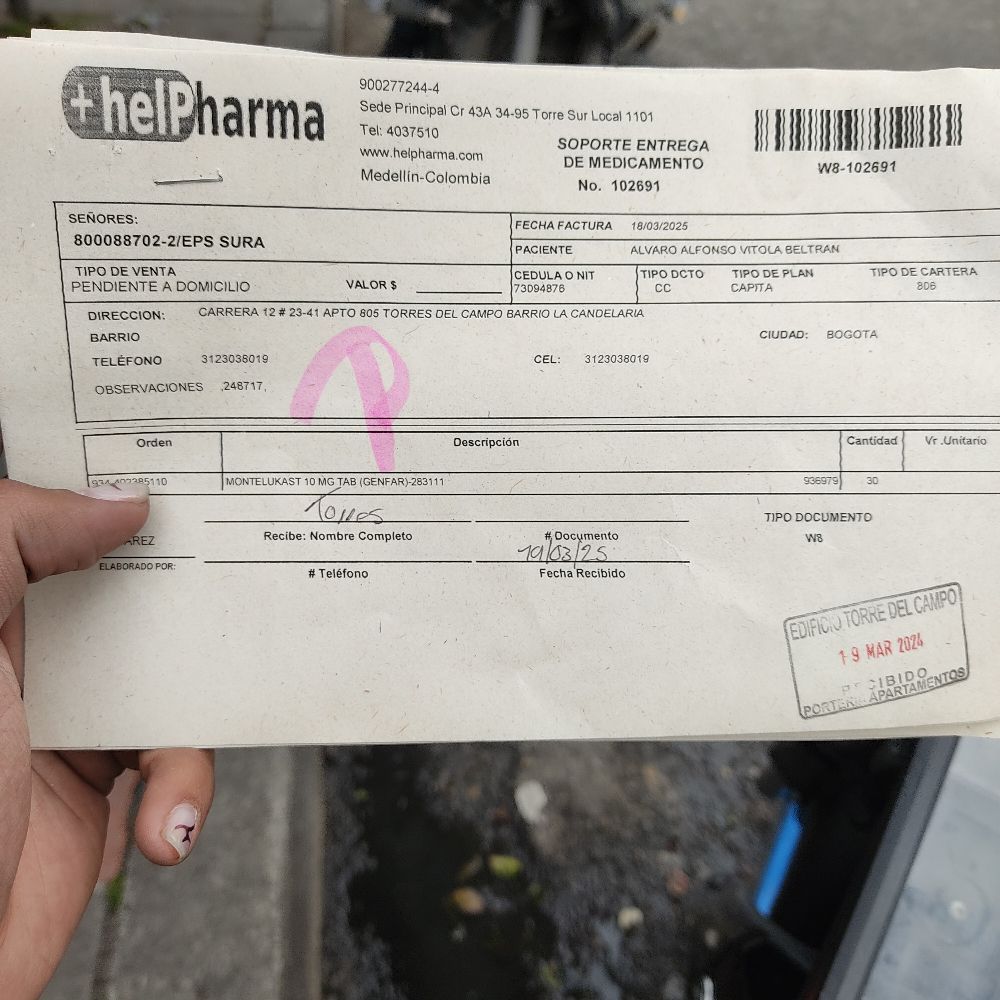 +helPharma
900277244-4
Sede Principal Cr 43A 34-95 Torre Sur Local 1101
Tel: 4037510
www.helpharma.com
Medellín-Colombia
SOPORTE ENTREGA
DE MEDICAMENTO
No. 102691
W8-102691
SEÑORES:
800088702-2/EPS SURA
FECHA FACTURA 18/03/2025
PACIENTE ALVARO ALFONSO VITOLA BELTRAN
TIPO DE VENTA
PENDIENTE A DOMICILIO VALOR $
CEDULA O NIT TIPO DCTO TIPO DE PLAN TIPO DE CARTERA
73094876 CC CAPITA 806
DIRECCION: CARRERA 12 # 23-41 APTO 805 TORRES DEL CAMPO BARRIO LA CANDELARIA
BARRIO CIUDAD: BOGOTA
TELÉFONO 3123038019 CEL: 3123038019
OBSERVACIONES ,248717,
Orden Descripción Cantidad Vr .Unitario
MONTELUKAST 10 MG TAB (GENFAR)-283111 936979 30
Torres
Recibe: Nombre Completo # Documento
TIPO DOCUMENTO
W8
AREZ
ELABORADO POR:
19/03/25
# Teléfono Fecha Recibido
EDIFICIO TORRE DEL CAMPO
19 MAR 2024
RECIBIDO
PORTERIA APARTAMENTOS